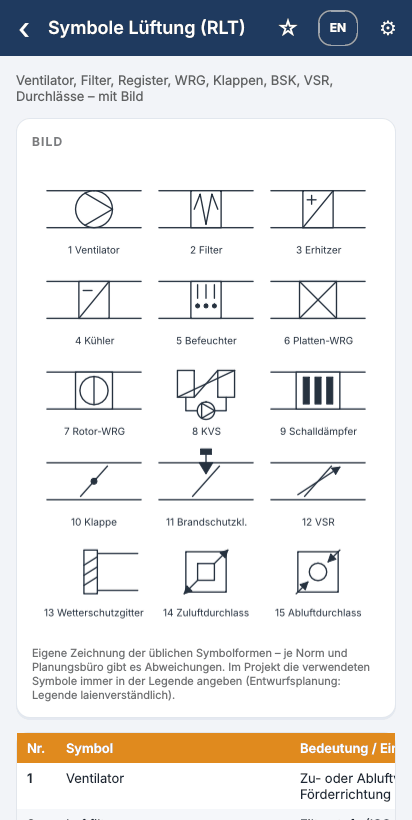 Symbole Lüftung (RLT)
EN
Ventilator, Filter, Register, WRG, Klappen, BSK, VSR,
Durchlässe – mit Bild
BILD
1 Ventilator
2 Filter
3 Erhitzer
4 Kühler
5 Befeuchter
6 Platten-WRG
7 Rotor-WRG
8 KVS
9 Schalldämpfer
10 Klappe
11 Brandschutzkl.
12 VSR
13 Wetterschutzgitter
14 Zuluftdurchlass
15 Abluftdurchlass
Eigene Zeichnung der üblichen Symbolformen – je Norm und
Planungsbüro gibt es Abweichungen. Im Projekt die verwendeten
Symbole immer in der Legende angeben (Entwurfsplanung:
Legende laienverständlich).
Nr. Symbol Bedeutung / Ein
1 Ventilator Zu- oder Abluftv
Förderrichtung